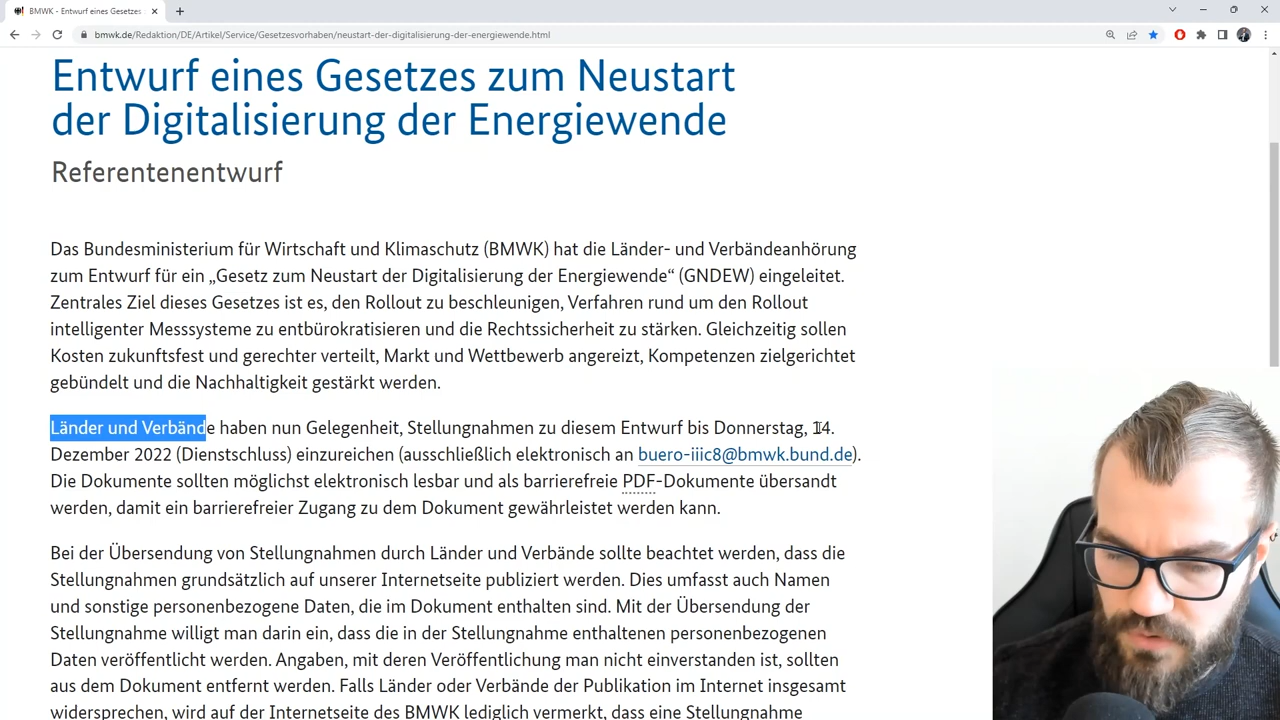 BMWK - Entwurf eines Gesetzes
bmwk.de/Redaktion/DE/Artikel/Service/Gesetzesvorhaben/neustart-der-digitalisierung-der-energiewende.html
Entwurf eines Gesetzes zum Neustart
der Digitalisierung der Energiewende
Referentenentwurf
Das Bundesministerium für Wirtschaft und Klimaschutz (BMWK) hat die Länder- und Verbändeanhörung
zum Entwurf für ein „Gesetz zum Neustart der Digitalisierung der Energiewende“ (GNDEW) eingeleitet.
Zentrales Ziel dieses Gesetzes ist es, den Rollout zu beschleunigen, Verfahren rund um den Rollout
intelligenter Messsysteme zu entbürokratisieren und die Rechtssicherheit zu stärken. Gleichzeitig sollen
Kosten zukunftsfest und gerechter verteilt, Markt und Wettbewerb angereizt, Kompetenzen zielgerichtet
gebündelt und die Nachhaltigkeit gestärkt werden.
Länder und Verbände haben nun Gelegenheit, Stellungnahmen zu diesem Entwurf bis Donnerstag, 14.
Dezember 2022 (Dienstschluss) einzureichen (ausschließlich elektronisch an buero-iiic8@bmwk.bund.de).
Die Dokumente sollten möglichst elektronisch lesbar und als barrierefreie PDF-Dokumente übersandt
werden, damit ein barrierefreier Zugang zu dem Dokument gewährleistet werden kann.
Bei der Übersendung von Stellungnahmen durch Länder und Verbände sollte beachtet werden, dass die
Stellungnahmen grundsätzlich auf unserer Internetseite publiziert werden. Dies umfasst auch Namen
und sonstige personenbezogene Daten, die im Dokument enthalten sind. Mit der Übersendung der
Stellungnahme willigt man darin ein, dass die in der Stellungnahme enthaltenen personenbezogenen
Daten veröffentlicht werden. Angaben, mit deren Veröffentlichung man nicht einverstanden ist, sollten
aus dem Dokument entfernt werden. Falls Länder oder Verbände der Publikation im Internet insgesamt
widersprechen, wird auf der Internetseite des BMWK lediglich vermerkt, dass eine Stellungnahme